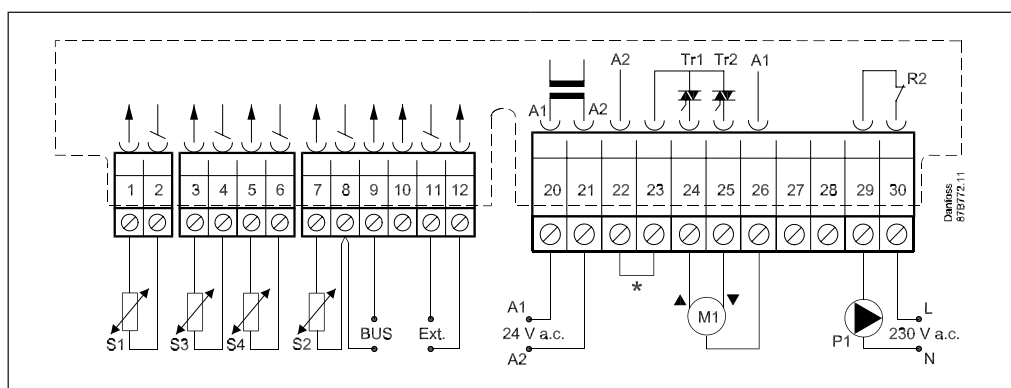 A2 Tr1 Tr2 A1
R2
A1 A2
1 2 3 4 5 6 7 8 9 10 11 12
20 21 22 23 24 25 26 27 28 29 30
Danfoss
87B772.11
*
A1
24 V a.c.
A2
S1 S3 S4 S2 BUS Ext.
M1
P1
L
230 V a.c.
N